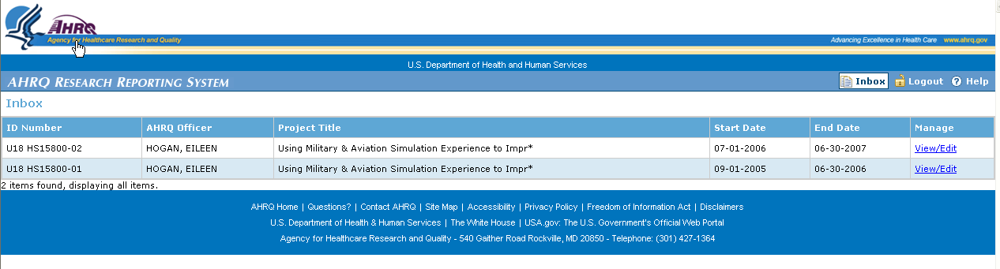 AHRQ
Agency for Healthcare Research and Quality
Advancing Excellence in Health Care www.ahrq.gov
U.S. Department of Health and Human Services
AHRQ RESEARCH REPORTING SYSTEM Inbox Logout ? Help
Inbox
ID Number AHRQ Officer Project Title Start Date End Date Manage
U18 HS15800-02 HOGAN, EILEEN Using Military & Aviation Simulation Experience to Impr* 07-01-2006 06-30-2007 View/Edit
U18 HS15800-01 HOGAN, EILEEN Using Military & Aviation Simulation Experience to Impr* 09-01-2005 06-30-2006 View/Edit
2 items found, displaying all items.
AHRQ Home | Questions? | Contact AHRQ | Site Map | Accessibility | Privacy Policy | Freedom of Information Act | Disclaimers
U.S. Department of Health & Human Services | The White House | USA.gov: The U.S. Government's Official Web Portal
Agency for Healthcare Research and Quality - 540 Gaither Road Rockville, MD 20850 - Telephone: (301) 427-1364